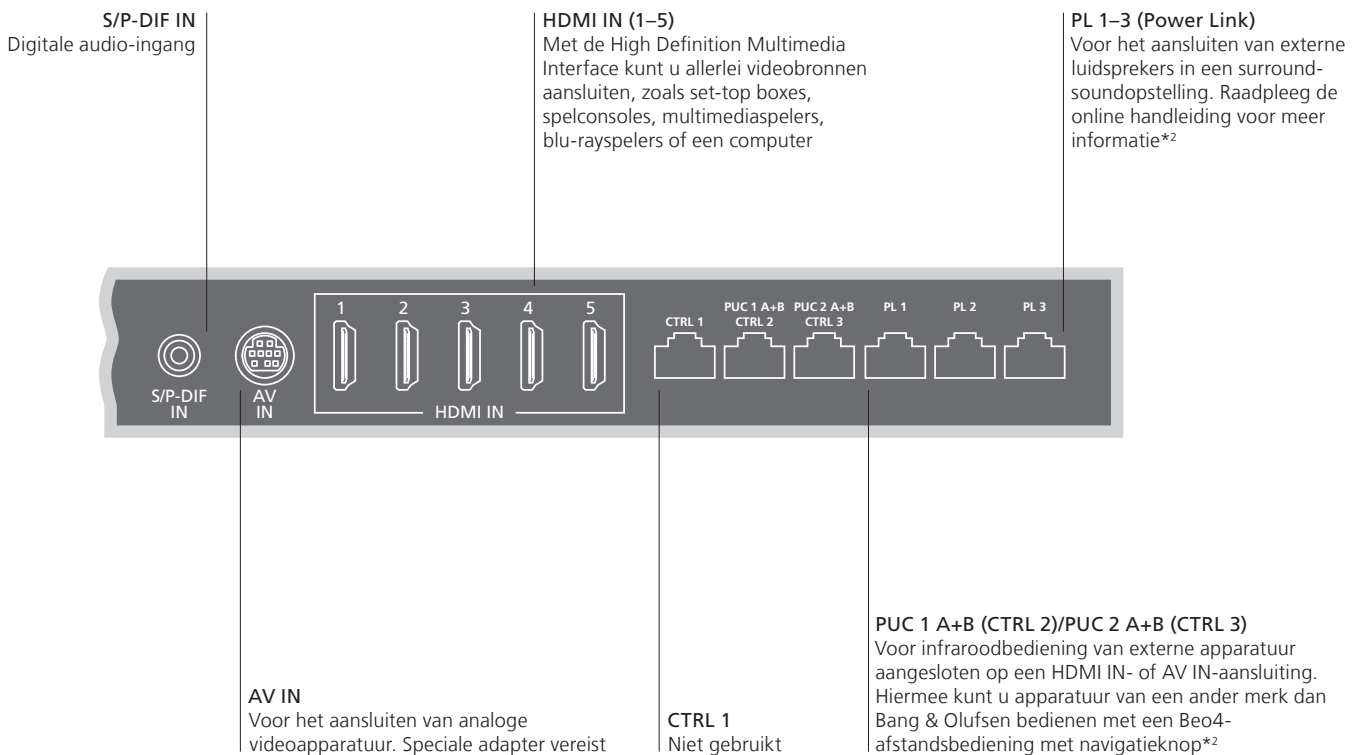 S/P-DIF IN
Digitale audio-ingang
HDMI IN (1–5)
Met de High Definition Multimedia
Interface kunt u allerlei videobronnen
aansluiten, zoals set-top boxes,
spelconsoles, multimediaspelers,
blu-rayspelers of een computer
PL 1–3 (Power Link)
Voor het aansluiten van externe
luidsprekers in een surround-
soundopstelling. Raadpleeg de
online handleiding voor meer
informatie*2
1 2 3 4 5
PUC 1 A+B PUC 2 A+B PL 1 PL 2 PL 3
CTRL 1 CTRL 2 CTRL 3
S/P-DIF
IN
AV
IN
HDMI IN
AV IN
Voor het aansluiten van analoge
videoapparatuur. Speciale adapter vereist
CTRL 1
Niet gebruikt
PUC 1 A+B (CTRL 2)/PUC 2 A+B (CTRL 3)
Voor infraroodbediening van externe apparatuur
aangesloten op een HDMI IN- of AV IN-aansluiting.
Hiermee kunt u apparatuur van een ander merk dan
Bang & Olufsen bedienen met een Beo4-
afstandsbediening met navigatieknop*2